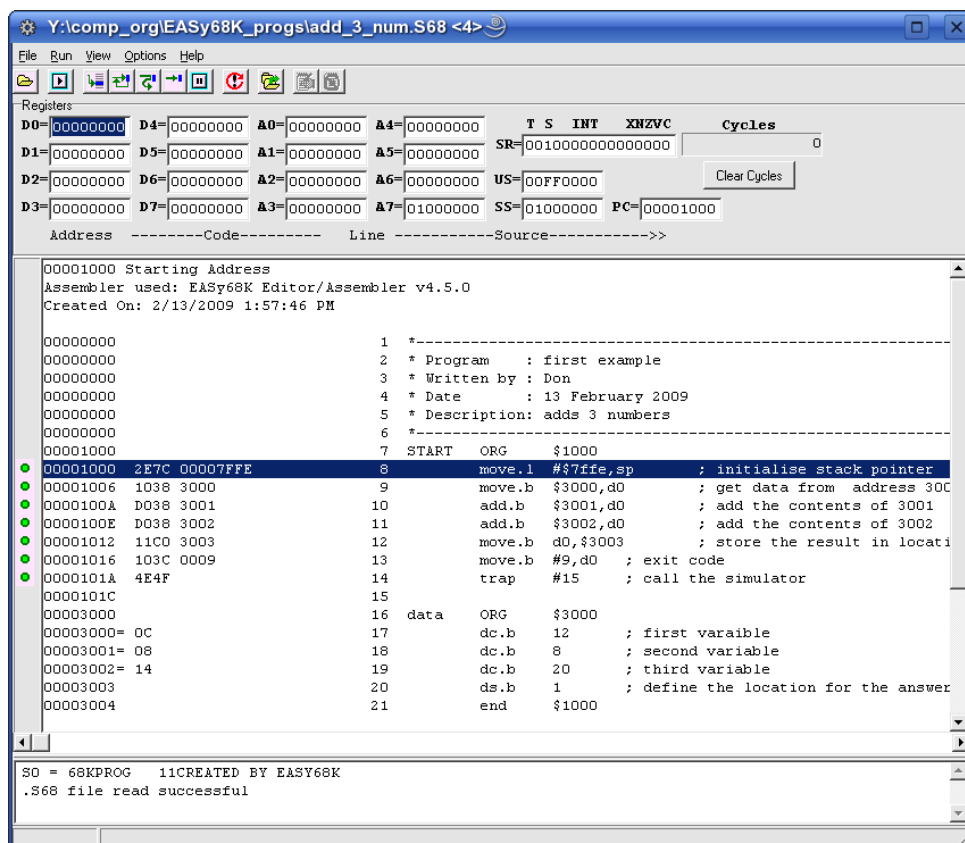 Y:\comp_org\EASy68K_progs\add_3_num.S68 <4>
File Run View Options Help
Registers
D0= 00000000 D4= 00000000 A0= 00000000 A4= 00000000 T S INT XNZVC Cycles
D1= 00000000 D5= 00000000 A1= 00000000 A5= 00000000 SR= 0010000000000000 0
D2= 00000000 D6= 00000000 A2= 00000000 A6= 00000000 US= 00FF0000 Clear Cycles
D3= 00000000 D7= 00000000 A3= 00000000 A7= 01000000 SS= 01000000 PC= 00001000
Address --------Code--------- Line -----------Source----------->>
00001000 Starting Address
Assembler used: EASy68K Editor/Assembler v4.5.0
Created On: 2/13/2009 1:57:46 PM
00000000 1 *-----------------------------------------------------------
00000000 2 * Program : first example
00000000 3 * Written by : Don
00000000 4 * Date : 13 February 2009
00000000 5 * Description: adds 3 numbers
00000000 6 *-----------------------------------------------------------
00001000 7 START ORG $1000
00001000 2E7C 00007FFE 8 move.l #$7ffe,sp ; initialise stack pointer
00001006 1038 3000 9 move.b $3000,d0 ; get data from address 300
0000100A D038 3001 10 add.b $3001,d0 ; add the contents of 3001
0000100E D038 3002 11 add.b $3002,d0 ; add the contents of 3002
00001012 11C0 3003 12 move.b d0,$3003 ; store the result in locati
00001016 103C 0009 13 move.b #9,d0 ; exit code
0000101A 4E4F 14 trap #15 ; call the simulator
0000101C 15
00003000 16 data ORG $3000
00003000= 0C 17 dc.b 12 ; first varaible
00003001= 08 18 dc.b 8 ; second variable
00003002= 14 19 dc.b 20 ; third variable
00003003 20 ds.b 1 ; define the location for the answer
00003004 21 end $1000
S0 = 68KPROG 11CREATED BY EASY68K
.S68 file read successful